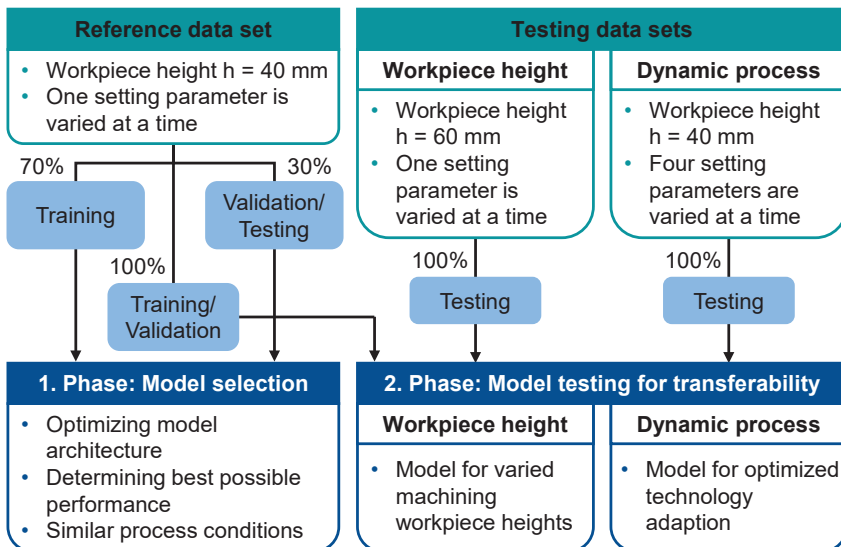 Reference data set
• Workpiece height h = 40 mm
• One setting parameter is
varied at a time
Testing data sets
Workpiece height
• Workpiece height
h = 60 mm
• One setting
parameter is
varied at a time
Dynamic process
• Workpiece height
h = 40 mm
• Four setting
parameters are
varied at a time
70%
30%
Training
Validation/
Testing
100%
Training/
Validation
100%
Testing
100%
Testing
1. Phase: Model selection
• Optimizing model
architecture
• Determining best possible
performance
• Similar process conditions
2. Phase: Model testing for transferability
Workpiece height
• Model for varied
machining
workpiece heights
Dynamic process
• Model for optimized
technology
adaption